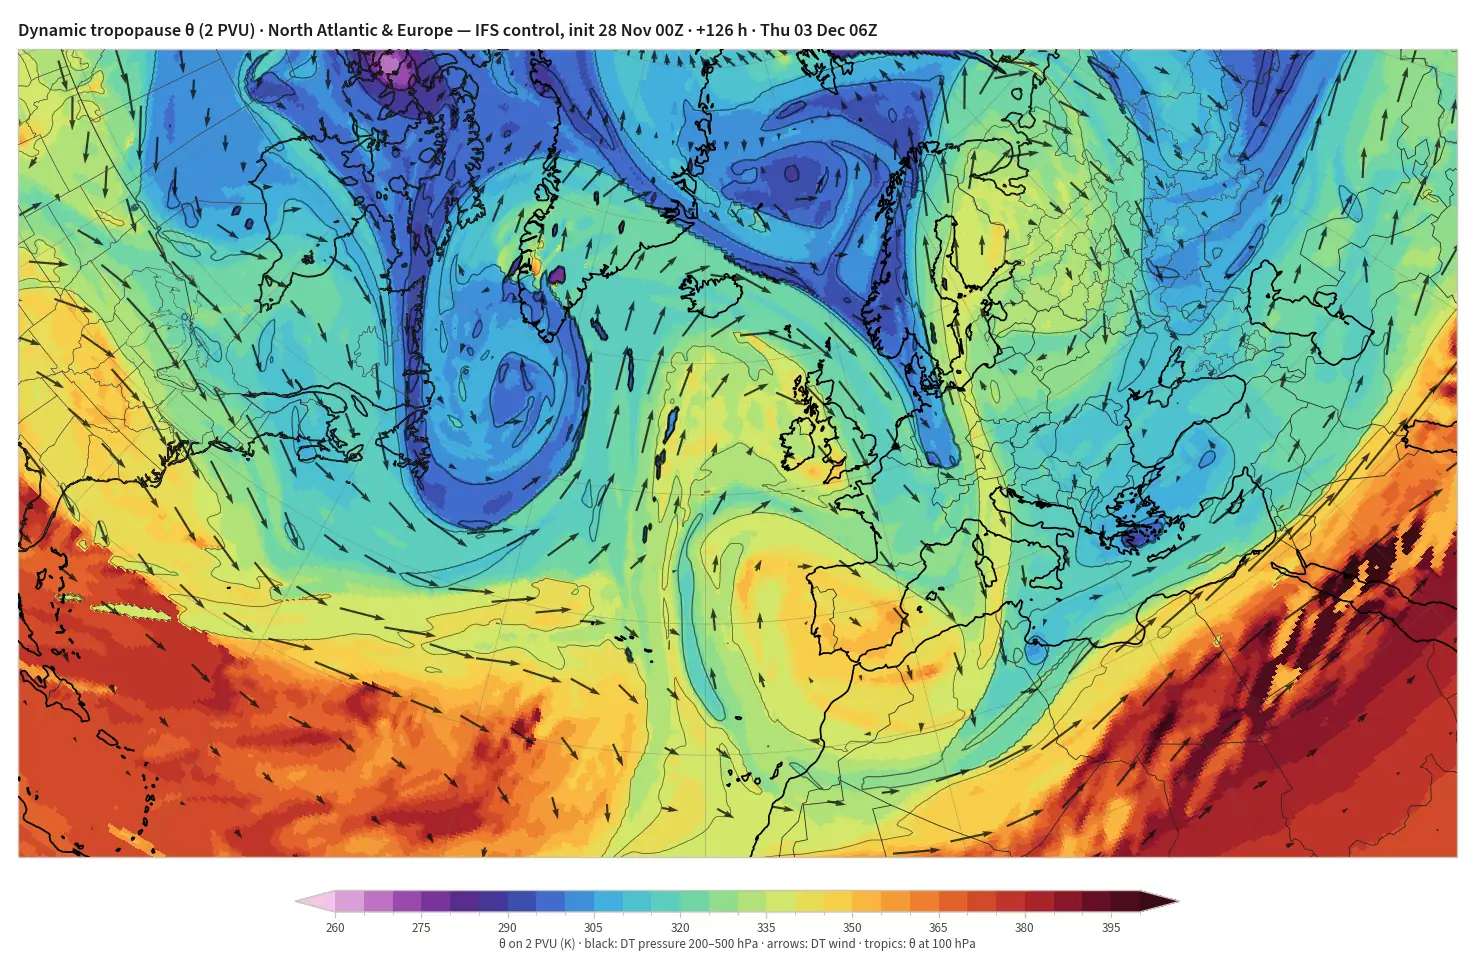 Dynamic tropopause θ (2 PVU) · North Atlantic & Europe — IFS control, init 28 Nov 00Z · +126 h · Thu 03 Dec 06Z
260 275 290 305 320 335 350 365 380 395
θ on 2 PVU (K) · black: DT pressure 200–500 hPa · arrows: DT wind · tropics: θ at 100 hPa